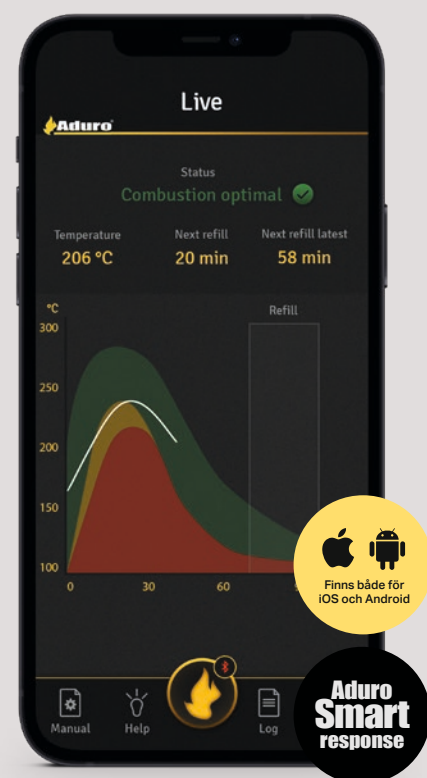 Live
Aduro
Status
Combustion optimal
Temperature Next refill Next refill latest
206 °C 20 min 58 min
°C
Refill
300
250
200
150
100
0 30 60
Finns både för
iOS och Android
Manual Help Log
Aduro
Smart
response